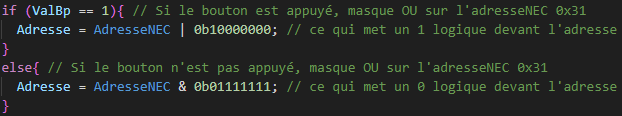 if (ValBp == 1){ // Si le bouton est appuyé, masque OU sur l'adresseNEC 0x31
Adresse = AdresseNEC | 0b10000000; // ce qui met un 1 logique devant l'adresse
}
else{ // Si le bouton n'est pas appuyé, masque OU sur l'adresseNEC 0x31
Adresse = AdresseNEC & 0b01111111; // ce qui met un 0 logique devant l'adresse
}